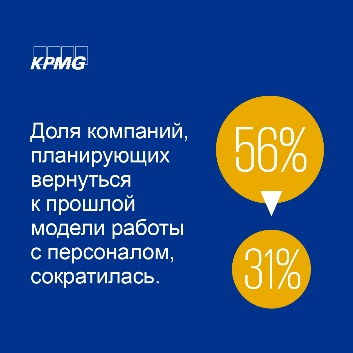 KPMG
Доля компаний,
планирующих
вернуться
к прошлой
модели работы
с персоналом,
сократилась.
56%
31%